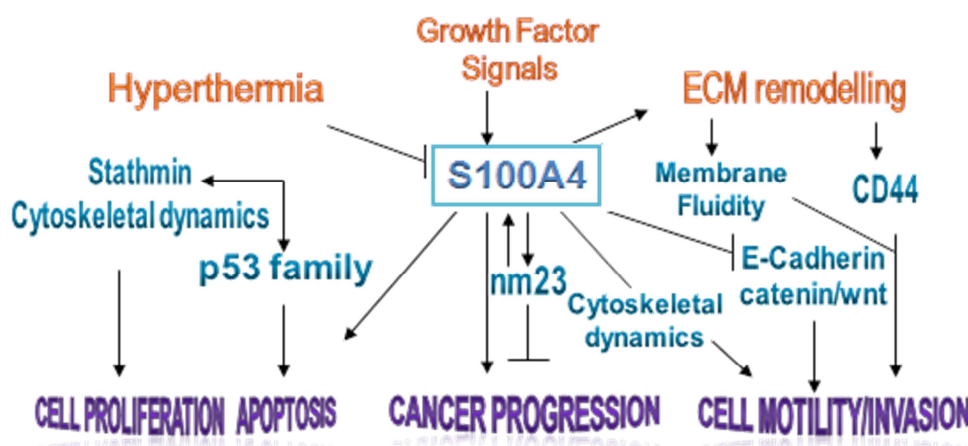 Growth Factor
Signals
Hyperthermia
ECM remodelling
S100A4
Stathmin
Cytoskeletal dynamics
Membrane
Fluidity
CD44
p53 family
nm23
Cytoskeletal
dynamics
E-Cadherin
catenin/wnt
CELL PROLIFERATION APOPTOSIS
CANCER PROGRESSION
CELL MOTILITY/INVASION